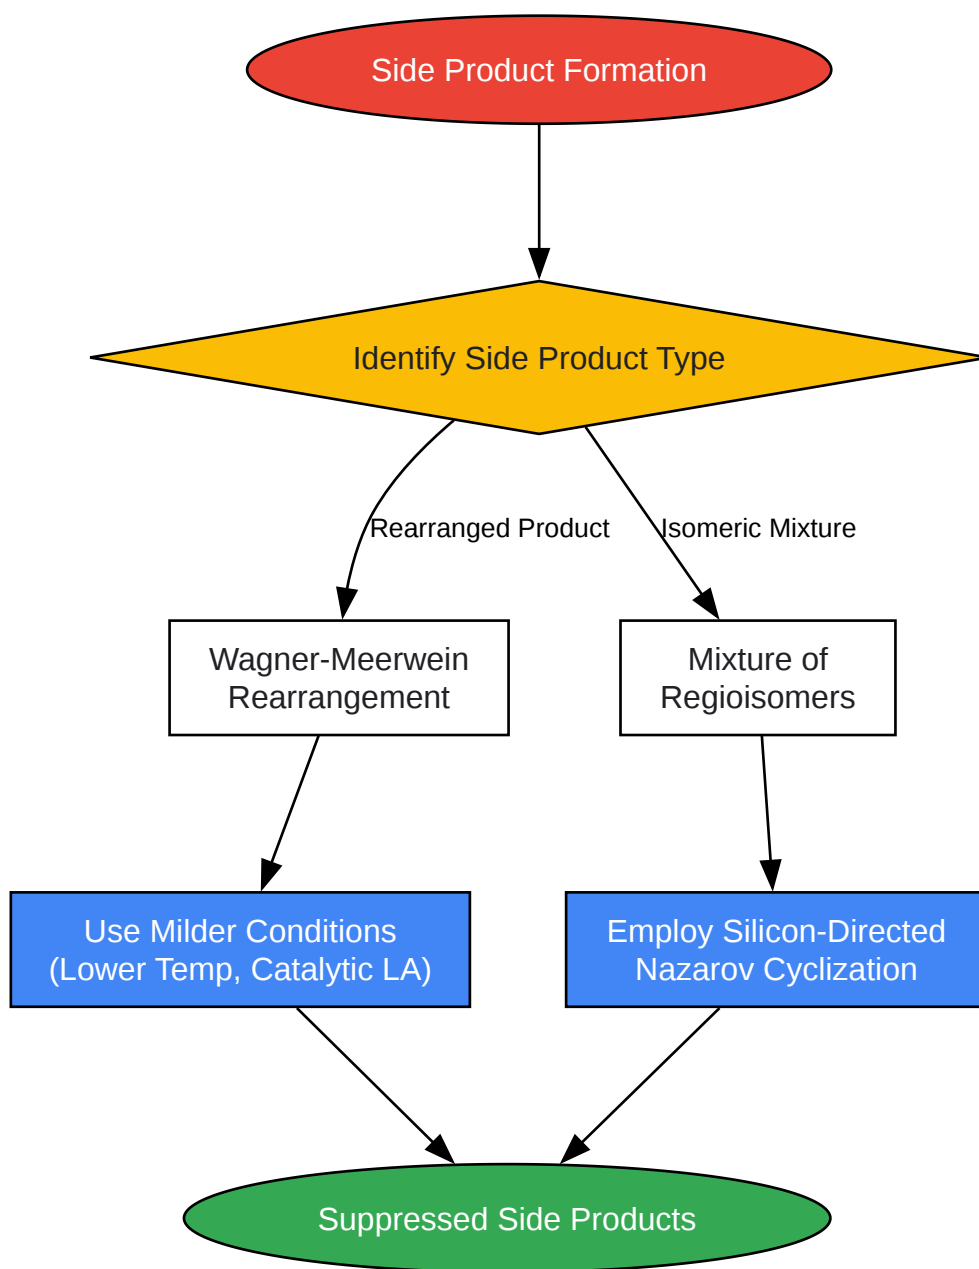 Side Product Formation
Identify Side Product Type
Rearranged Product
Isomeric Mixture
Wagner-Meerwein
Rearrangement
Mixture of
Regioisomers
Use Milder Conditions
(Lower Temp, Catalytic LA)
Employ Silicon-Directed
Nazarov Cyclization
Suppressed Side Products